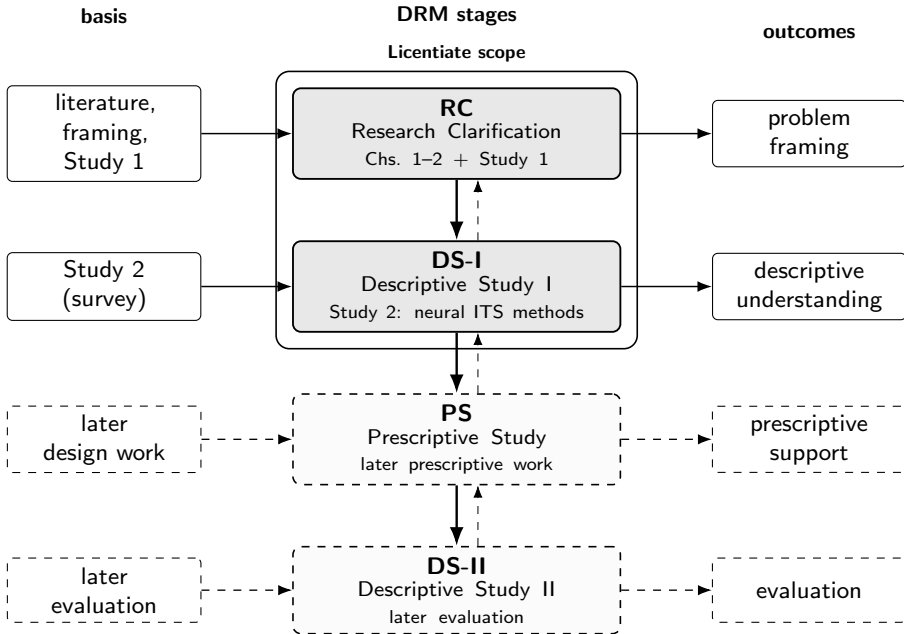 basis
DRM stages
outcomes
Licentiate scope
literature,
framing,
Study 1
RC
Research Clarification
Chs. 1–2 + Study 1
problem
framing
Study 2
(survey)
DS-I
Descriptive Study I
Study 2: neural ITS methods
descriptive
understanding
later
design work
PS
Prescriptive Study
later prescriptive work
prescriptive
support
later
evaluation
DS-II
Descriptive Study II
later evaluation
evaluation